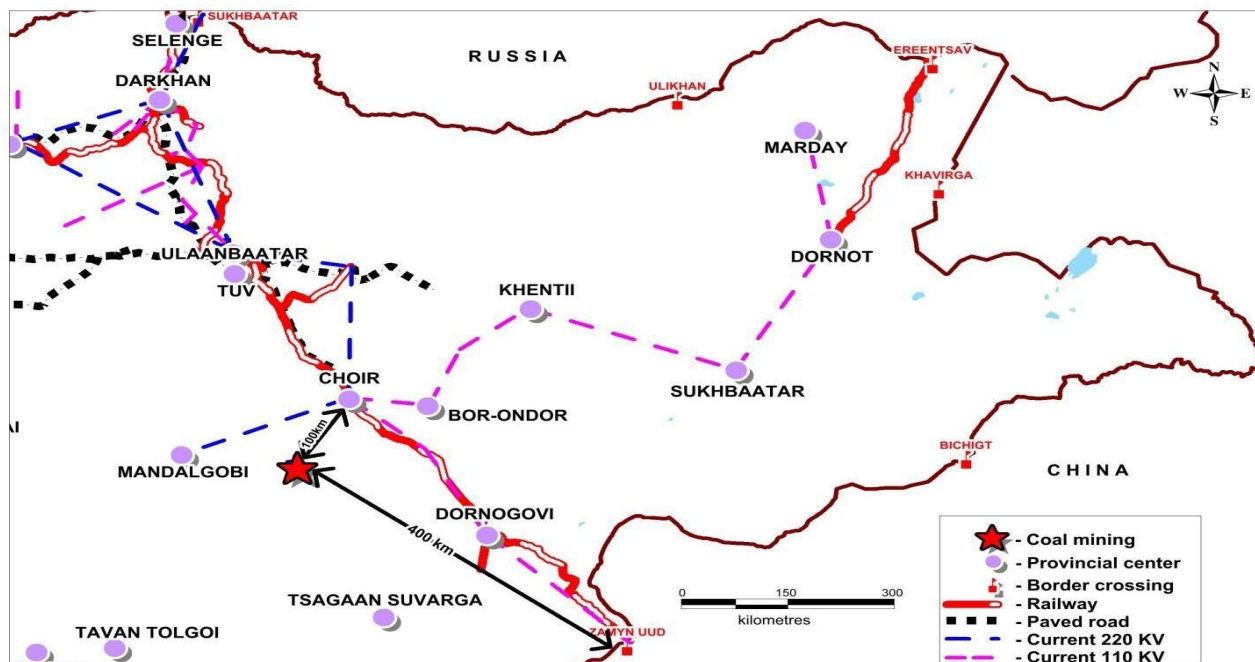 SUKHBAATAR
SELENGE
RUSSIA
EREENTSAV
DARKHAN
ULIKHAN
N
W E
S
MARDAY
KHAVIRGA
ULAANBAATAR
TUV
DORNOT
KHENTII
CHOIR
SUKHBAATAR
BOR-ONDOR
AI
100km
MANDALGOBI
BICHIGT
CHINA
DORNOGOVI
400 km
TSAGAAN SUVARGA
ZAMYN UUD
TAVAN TOLGOI
0 150 300
kilometres
- Coal mining
- Provincial center
- Border crossing
- Railway
- Paved road
- Current 220 KV
- Current 110 KV